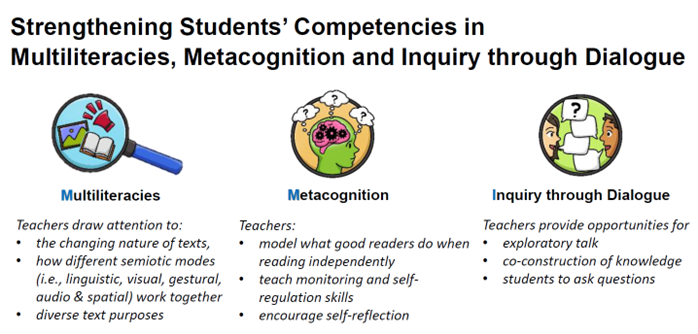 Strengthening Students’ Competencies in
Multiliteracies, Metacognition and Inquiry through Dialogue
?
?
?
?
Multiliteracies
Teachers draw attention to:
• the changing nature of texts,
• how different semiotic modes
(i.e., linguistic, visual, gestural,
audio & spatial) work together
• diverse text purposes
Metacognition
Teachers:
• model what good readers do when
reading independently
• teach monitoring and self-
regulation skills
• encourage self-reflection
Inquiry through Dialogue
Teachers provide opportunities for
• exploratory talk
• co-construction of knowledge
• students to ask questions